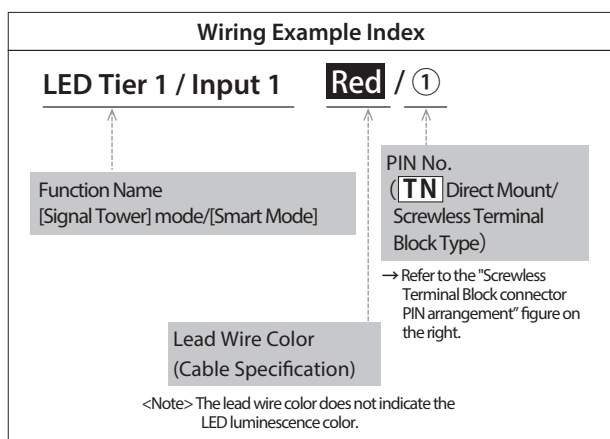 Wiring Example Index
LED Tier 1 / Input 1 Red / ①
Function Name
[Signal Tower] mode/[Smart Mode]
PIN No.
(TN Direct Mount/
Screwless Terminal
Block Type)
→ Refer to the "Screwless
Terminal Block connector
PIN arrangement" figure on
the right.
Lead Wire Color
(Cable Specification)
<Note> The lead wire color does not indicate the
LED luminescence color.